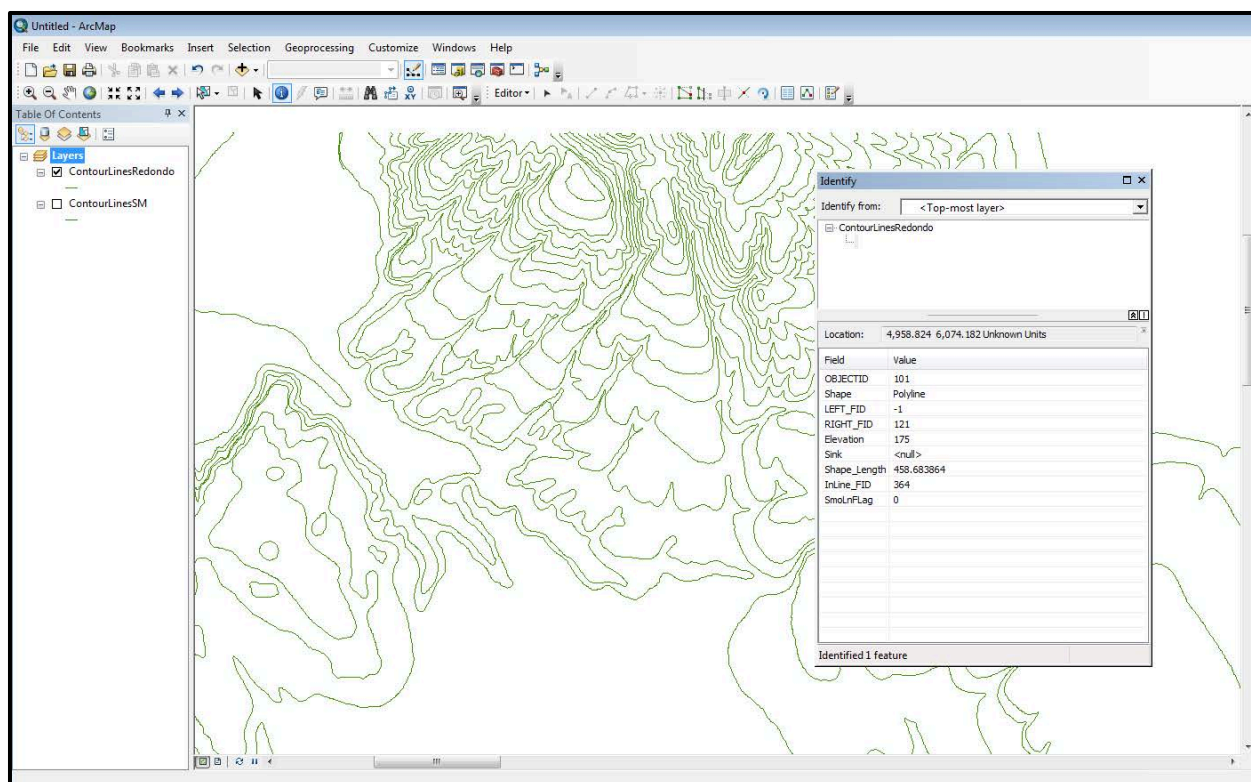 Untitled - ArcMap
File Edit View Bookmarks Insert Selection Geoprocessing Customize Windows Help
Editor
Table Of Contents
Layers
ContourLinesRedondo
ContourLinesSM
Identify
Identify from: <Top-most layer>
ContourLinesRedondo
Location: 4,958.824 6,074.182 Unknown Units
Field Value
OBJECTID 101
Shape Polyline
LEFT_FID -1
RIGHT_FID 121
Elevation 175
Sink <null>
Shape_Length 458.683864
InLine_FID 364
SmoLnFLag 0
Identified 1 feature